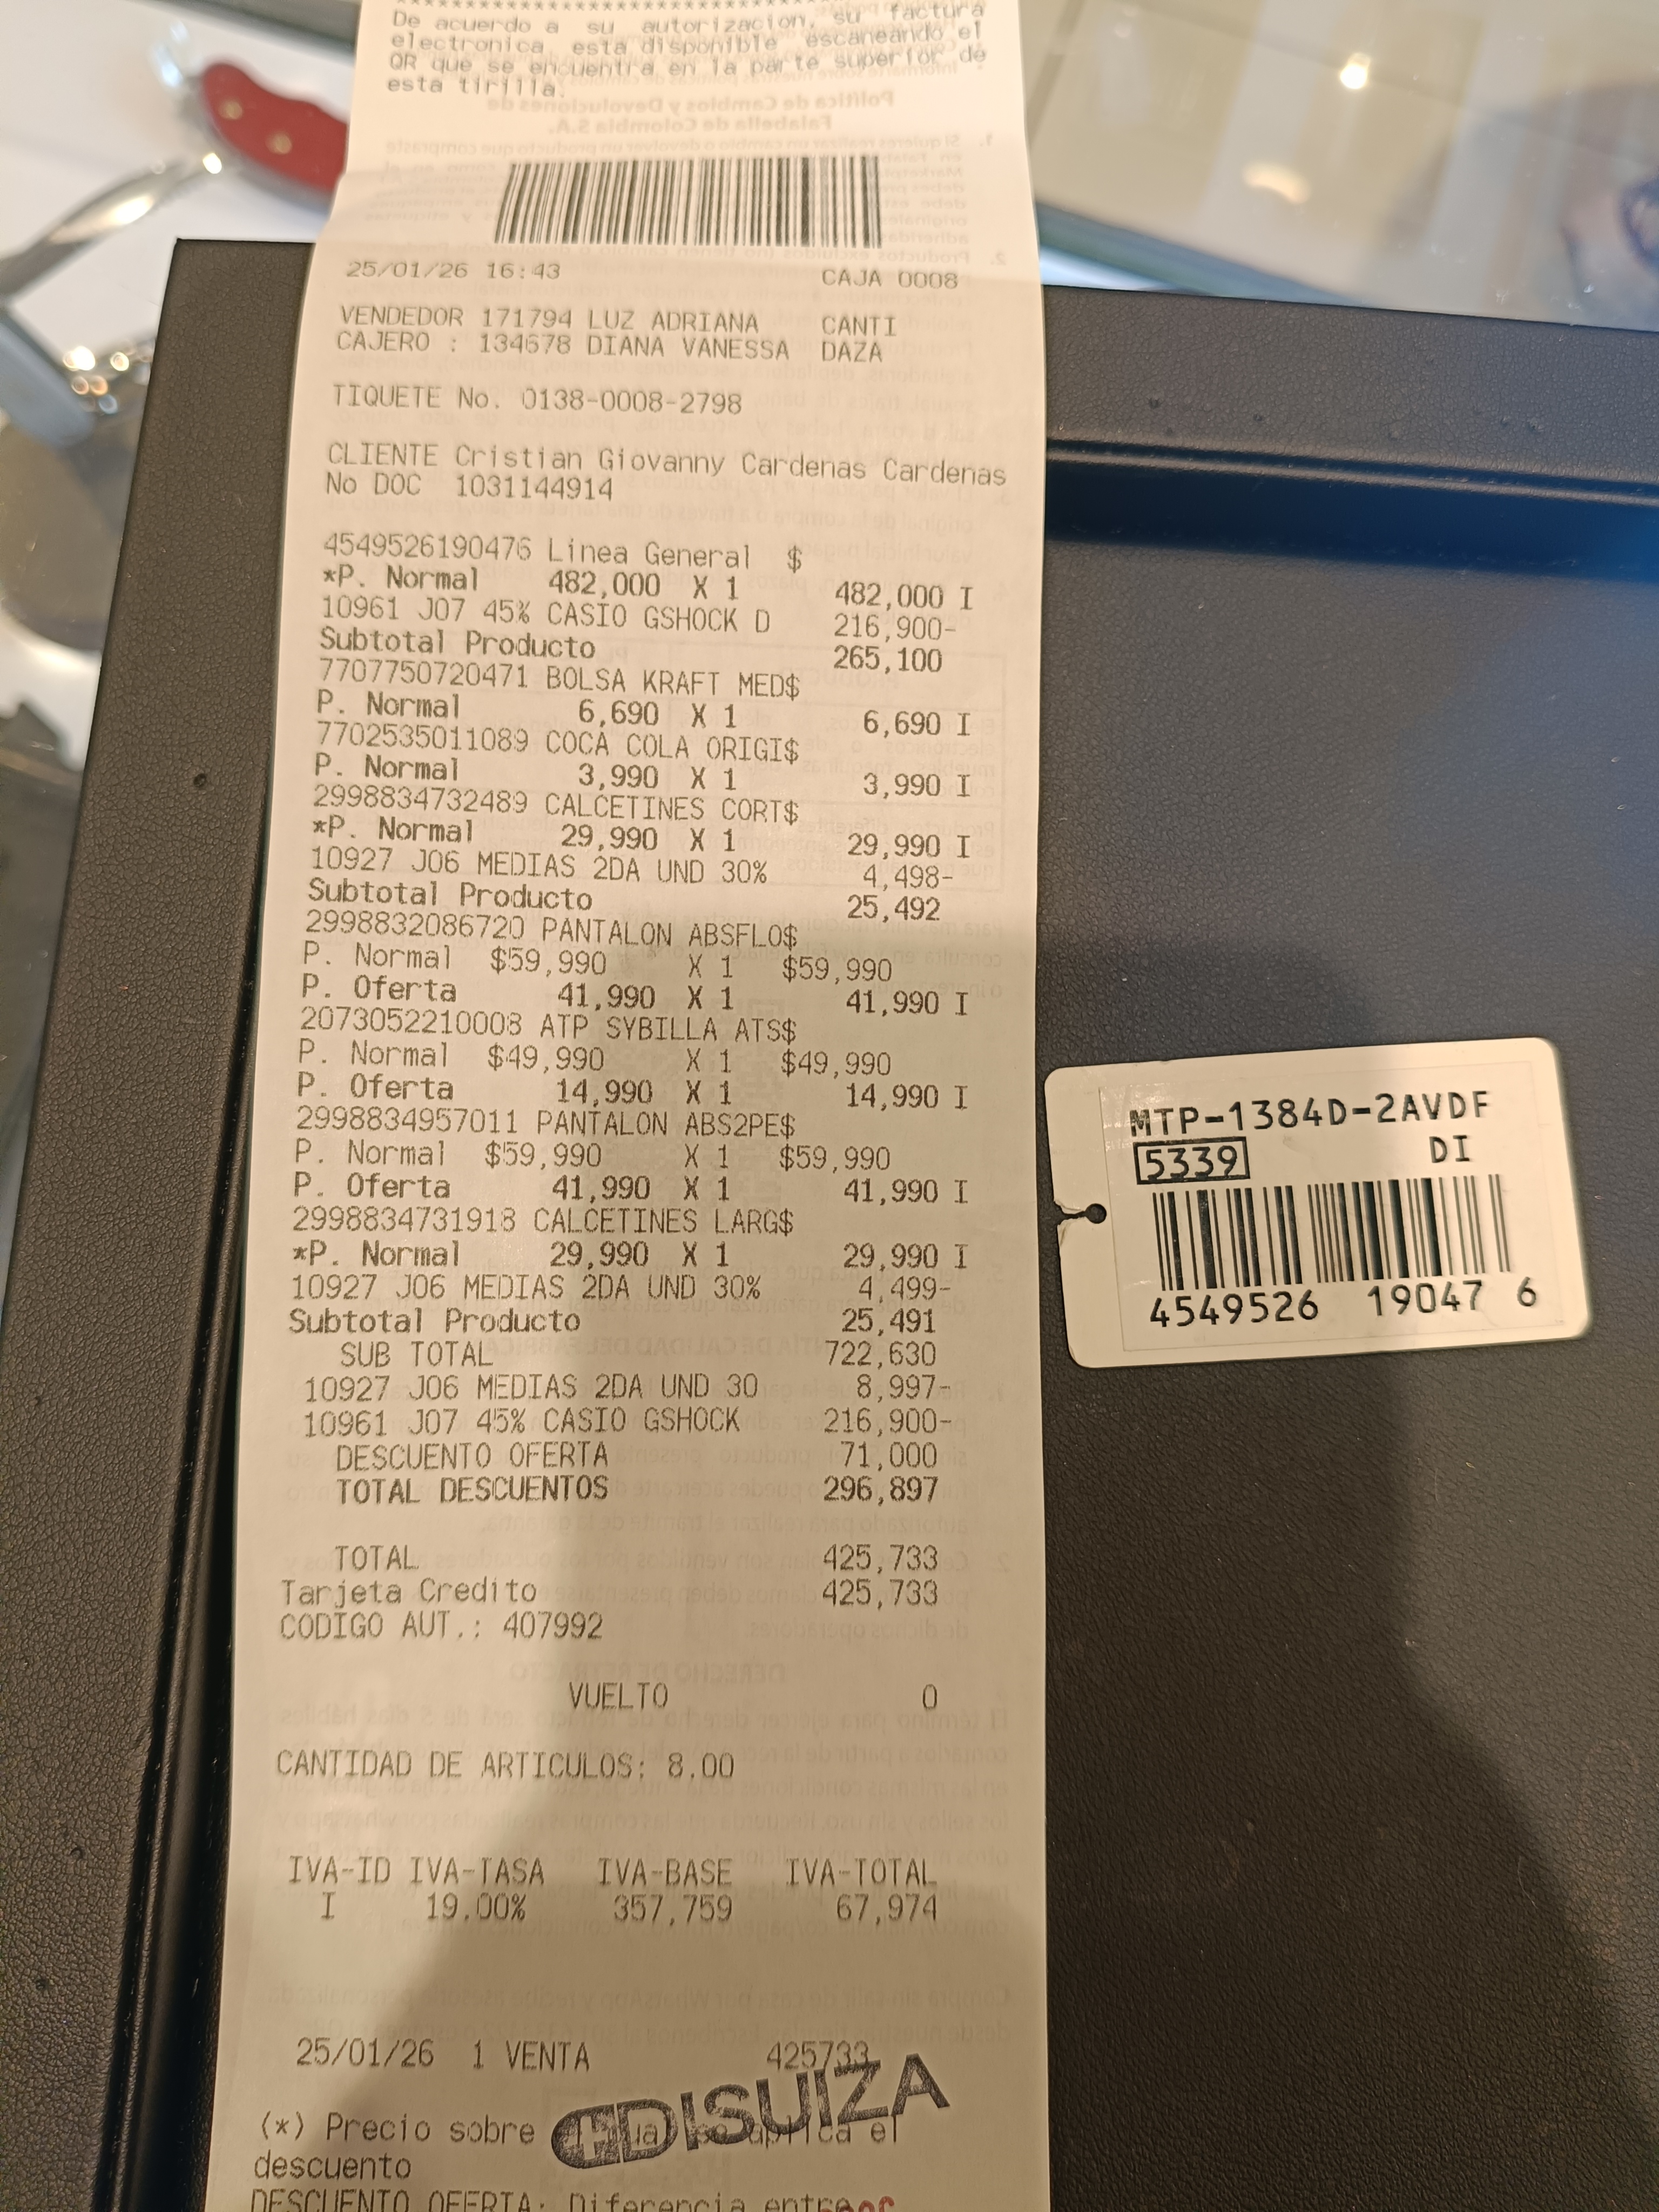 De acuerdo a su autorizacion, su factura
electronica esta disponible escaneando el
QR que se encuentra en la parte superior de
esta tirilla.
25/01/26 16:43 CAJA 0008
VENDEDOR 171794 LUZ ADRIANA CANTI
CAJERO : 134678 DIANA VANESSA DAZA
TIQUETE No. 0138-0008-2798
CLIENTE Cristian Giovanny Cardenas Cardenas
No DOC 1031144914
4549526190476 Linea General $
*P. Normal 482,000 X 1 482,000 I
10961 J07 45% CASIO GSHOCK D 216,900-
Subtotal Producto 265,100
7707750720471 BOLSA KRAFT MED$
P. Normal 6,690 X 1 6,690 I
7702535011089 COCA COLA ORIGI$
P. Normal 3,990 X 1 3,990 I
2998834732489 CALCETINES CORT$
*P. Normal 29,990 X 1 29,990 I
10927 J06 MEDIAS 2DA UND 30% 4,498-
Subtotal Producto 25,492
2998832086720 PANTALON ABSFLO$
P. Normal $59,990 X 1 $59,990
P. Oferta 41,990 X 1 41,990 I
2073052210008 ATP SYBILLA ATS$
P. Normal $49,990 X 1 $49,990
P. Oferta 14,990 X 1 14,990 I
2998834957011 PANTALON ABS2PE$
P. Normal $59,990 X 1 $59,990
P. Oferta 41,990 X 1 41,990 I
2998834731918 CALCETINES LARG$
*P. Normal 29,990 X 1 29,990 I
10927 J06 MEDIAS 2DA UND 30% 4,499-
Subtotal Producto 25,491
SUB TOTAL 722,630
10927 J06 MEDIAS 2DA UND 30 8,997-
10961 J07 45% CASIO GSHOCK 216,900-
DESCUENTO OFERTA 71,000
TOTAL DESCUENTOS 296,897
TOTAL 425,733
Tarjeta Credito 425,733
CODIGO AUT.: 407992
VUELTO 0
CANTIDAD DE ARTICULOS: 8.00
IVA-ID IVA-TASA IVA-BASE IVA-TOTAL
I 19.00% 357,759 67,974
25/01/26 1 VENTA 425733
DISUIZA
(*) Precio sobre el
descuento
DESCUENTO OFERTA: Diferencia entre
MTP-1384D-2AVDF
5339 DI
4549526 19047 6